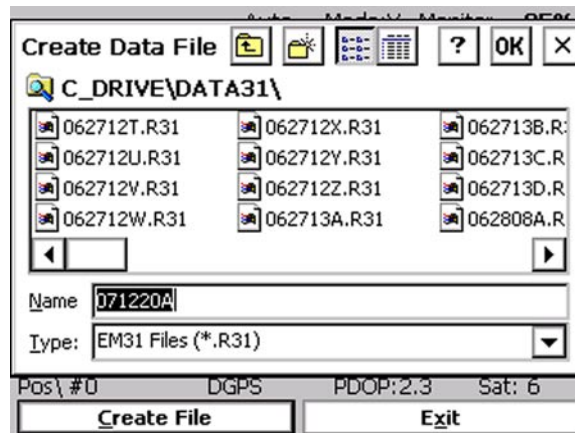 Create Data File ? OK ×
C_DRIVE\DATA31\
062712T.R31 062712X.R31 062713B.R
062712U.R31 062712Y.R31 062713C.R
062712V.R31 062712Z.R31 062713D.R
062712W.R31 062713A.R31 062808A.R
Name 071220A
Type: EM31 Files (*.R31)
Pos\ #0 DGPS PDOP:2.3 Sat: 6
Create File Exit